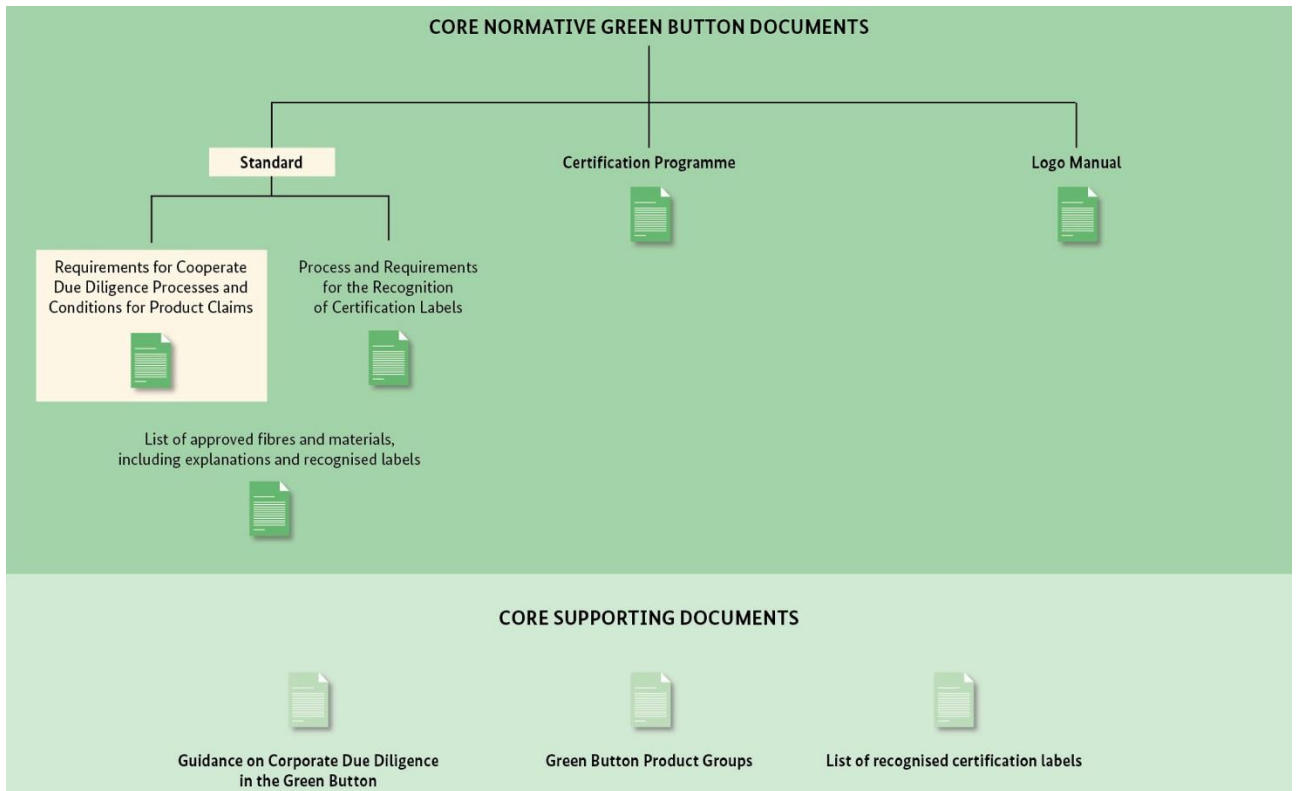 CORE NORMATIVE GREEN BUTTON DOCUMENTS
Standard
Certification Programme
Logo Manual
Requirements for Cooperate
Due Diligence Processes and
Conditions for Product Claims
Process and Requirements
for the Recognition
of Certification Labels
List of approved fibres and materials,
including explanations and recognised labels
CORE SUPPORTING DOCUMENTS
Guidance on Corporate Due Diligence
in the Green Button
Green Button Product Groups
List of recognised certification labels